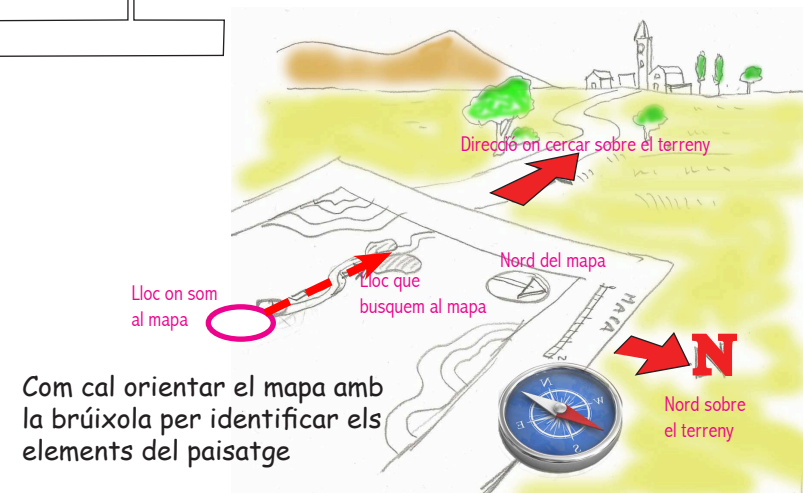 Direcció on cercar sobre el terreny
Nord del mapa
Lloc que
busquem al mapa
Lloc on som
al mapa
MAPA
N
Nord sobre
el terreny
N
W
E
S
Com cal orientar el mapa amb
la brúixola per identificar els
elements del paisatge